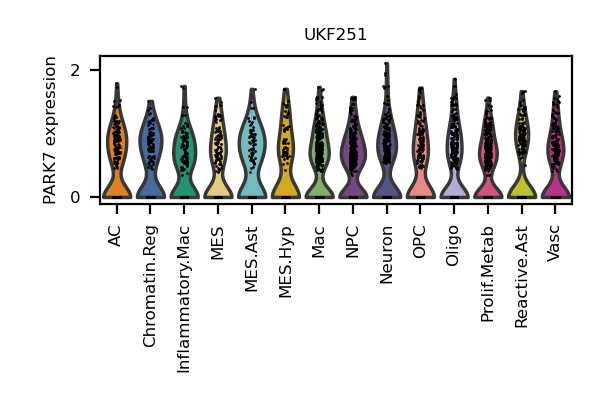 UKF251
PARK7 expression
2
0
AC
Chromatin.Reg
Inflammatory.Mac
MES
MES.Ast
MES.Hyp
Mac
NPC
Neuron
OPC
Oligo
Prolif.Metab
Reactive.Ast
Vasc